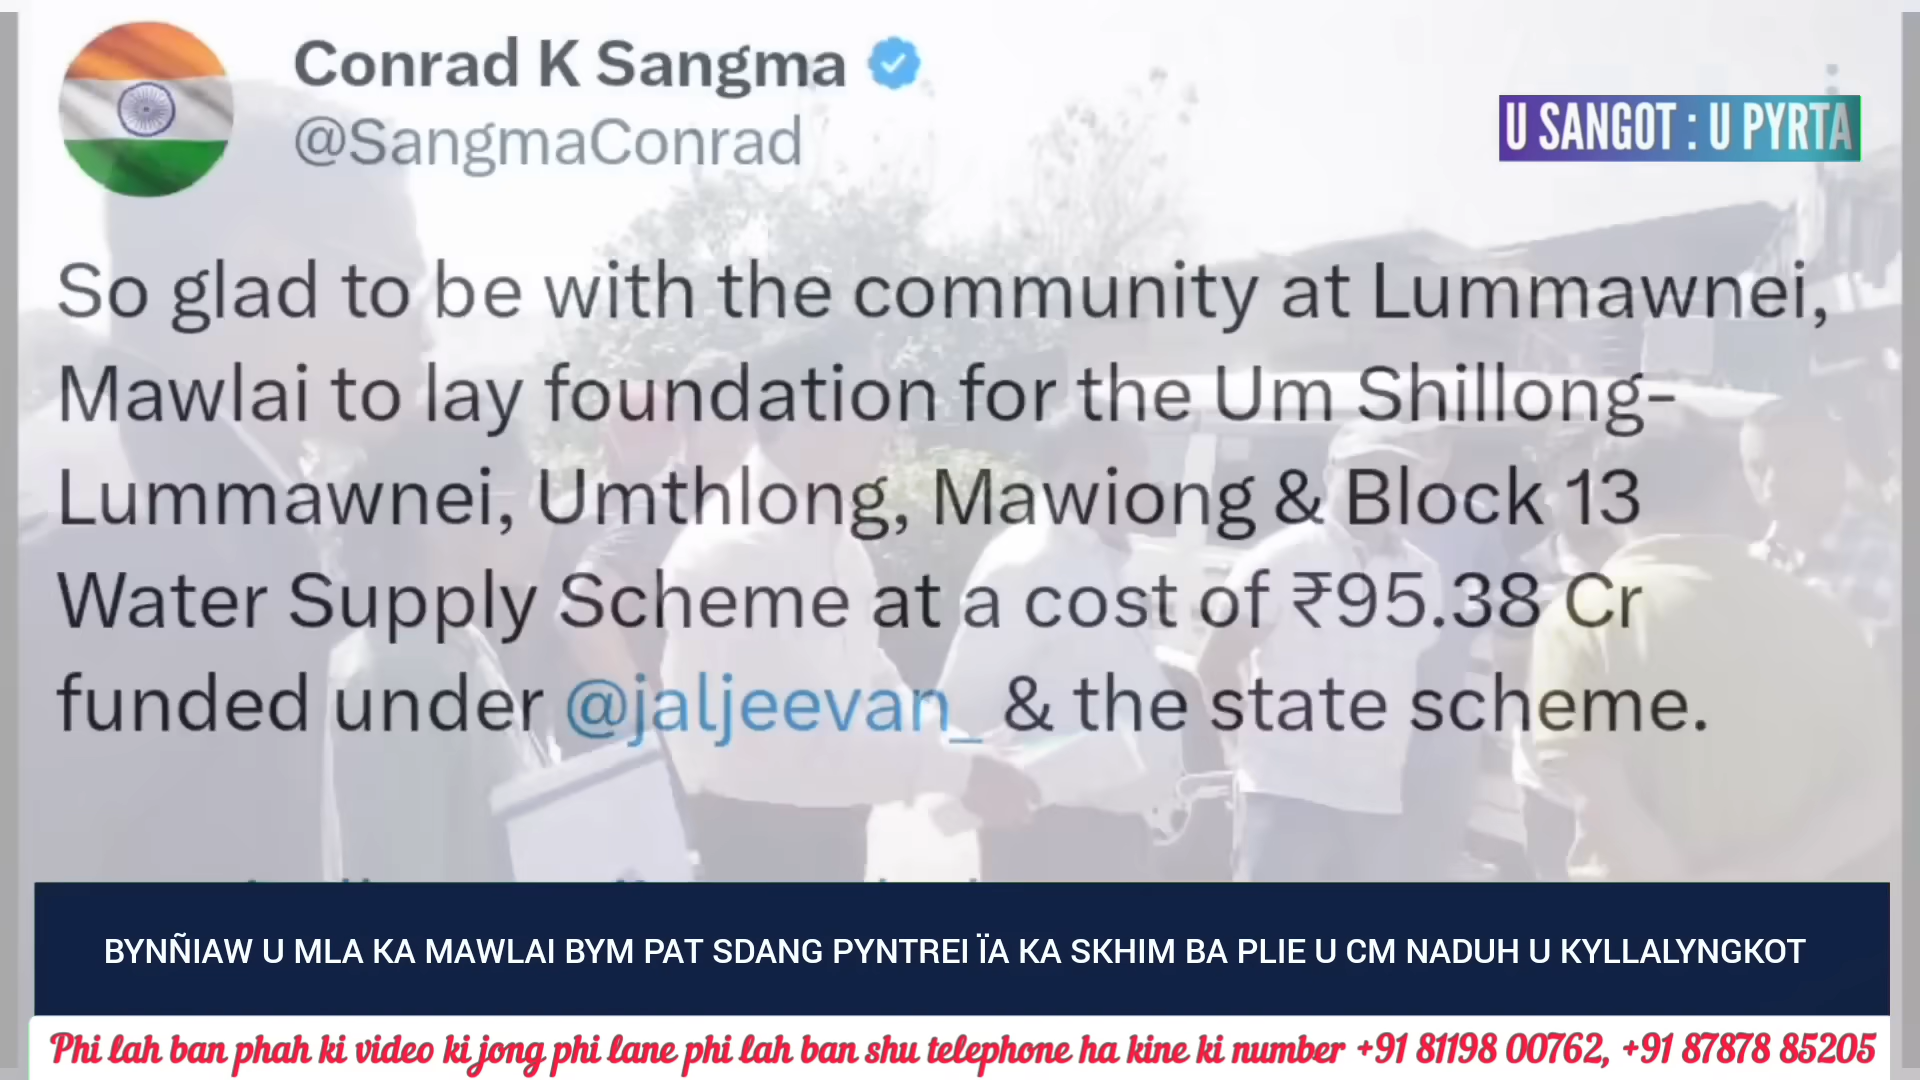 Conrad K Sangma
@SangmaConrad
U SANGOT : U PYRTA
So glad to be with the community at Lummawnei,
Mawlai to lay foundation for the Um Shillong-
Lummawnei, Umthlong, Mawiong & Block 13
Water Supply Scheme at a cost of ₹95.38 Cr
funded under @jaljeevan_ & the state scheme.
BYNÑIAW U MLA KA MAWLAI BYM PAT SDANG PYNTREI ÏA KA SKHIM BA PLIE U CM NADUH U KYLLALYNGKOT
Phi lah ban phah ki video ki jong phi lane phi lah ban shu telephone ha kine ki number +91 81198 00762, +91 87878 85205